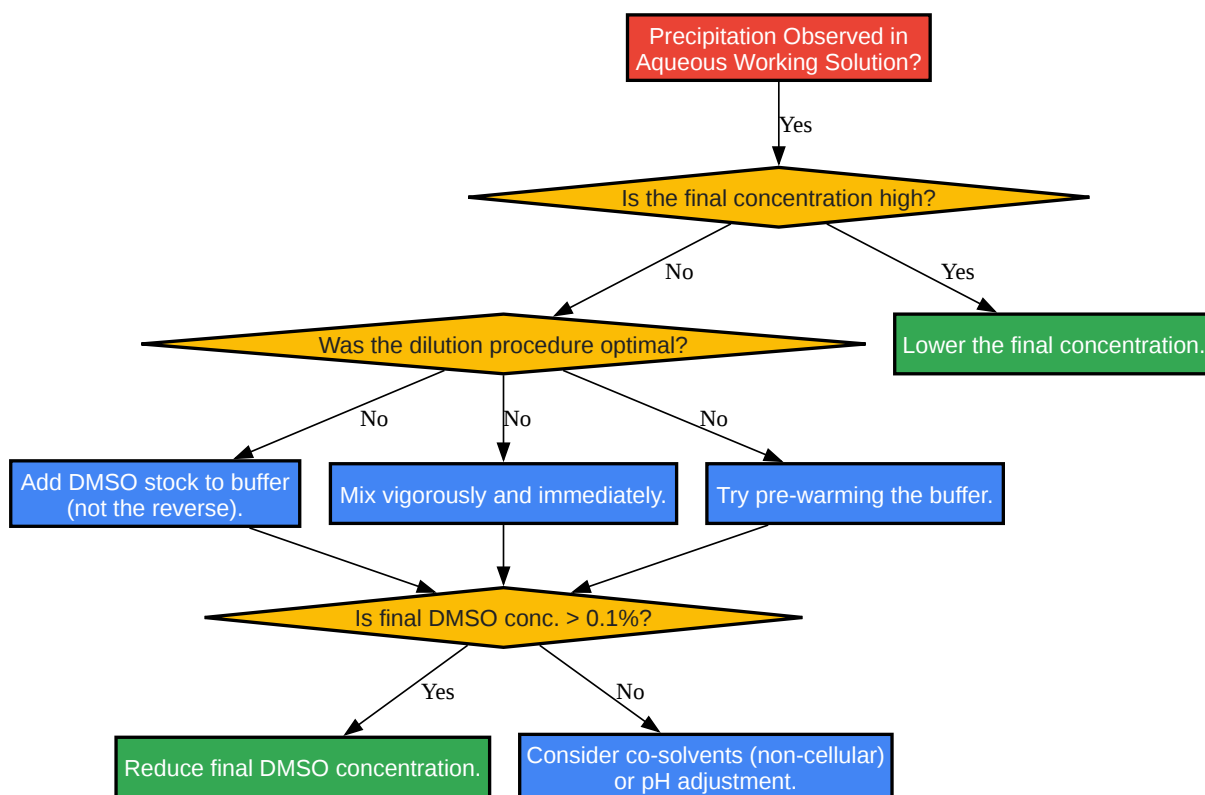 Precipitation Observed in
Aqueous Working Solution?
Yes
Is the final concentration high?
No
Yes
Was the dilution procedure optimal?
Lower the final concentration.
No
No
No
Add DMSO stock to buffer
(not the reverse).
Mix vigorously and immediately.
Try pre-warming the buffer.
Is final DMSO conc. > 0.1%?
Yes
No
Reduce final DMSO concentration.
Consider co-solvents (non-cellular)
or pH adjustment.